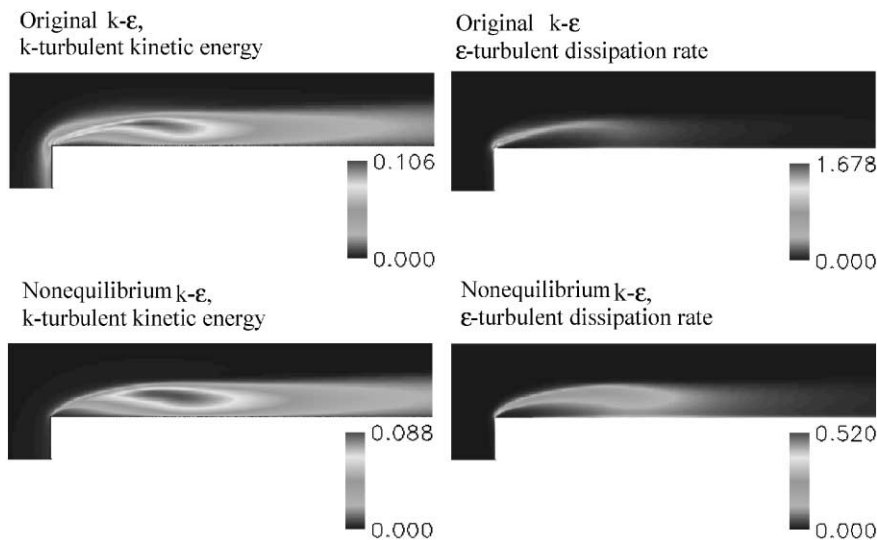 Original k-ε,
k-turbulent kinetic energy
0.106
0.000
Original k-ε
ε-turbulent dissipation rate
1.678
0.000
Nonequilibrium k-ε,
k-turbulent kinetic energy
0.088
0.000
Nonequilibrium k-ε,
ε-turbulent dissipation rate
0.520
0.000